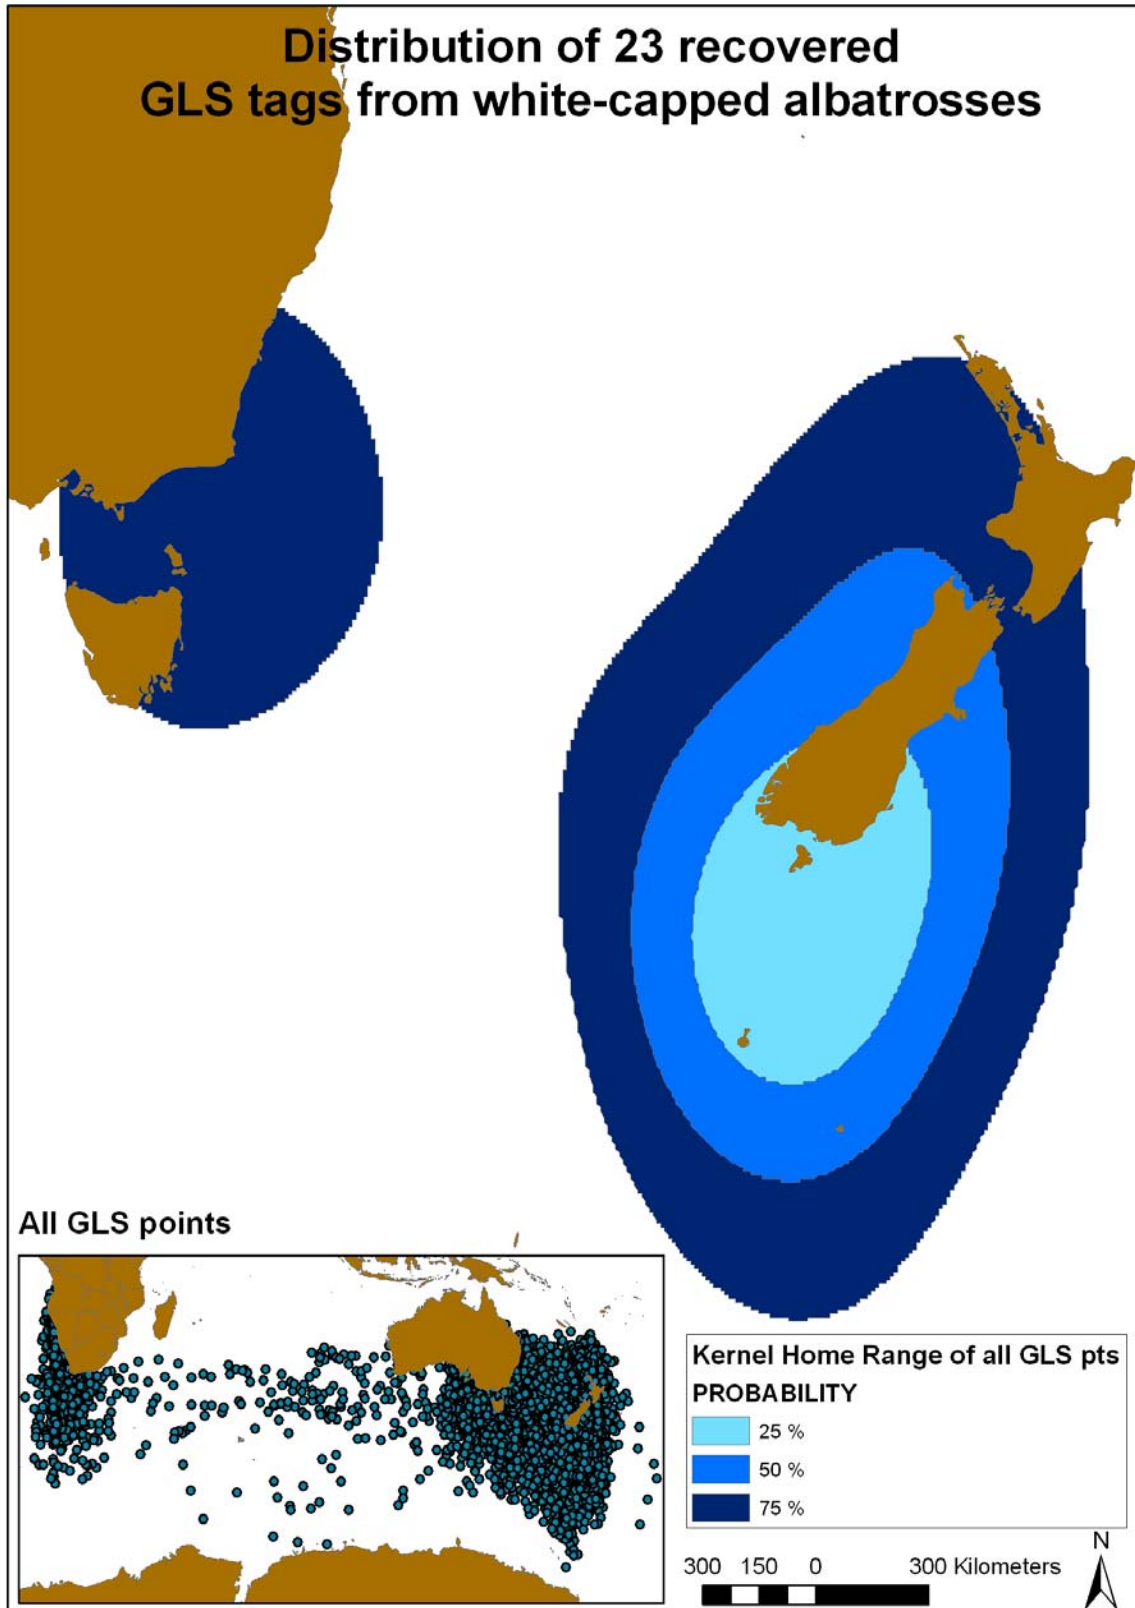 Distribution of 23 recovered
GLS tags from white-capped albatrosses
All GLS points
Kernel Home Range of all GLS pts
PROBABILITY
25 %
50 %
75 %
300 150 0 300 Kilometers
N